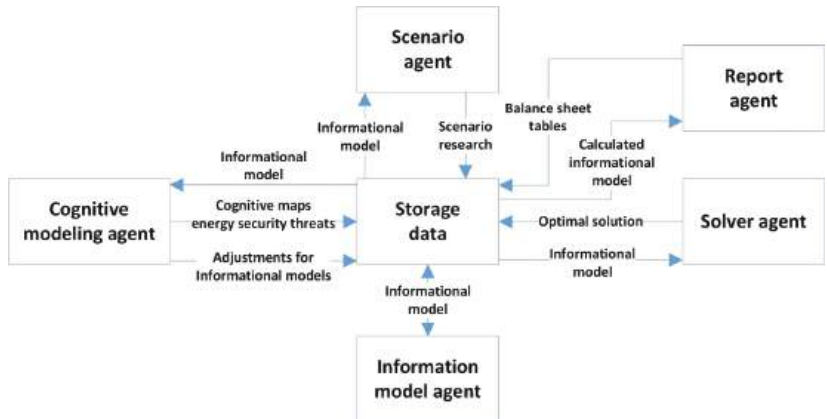 Scenario
agent
Report
agent
Balance sheet
tables
Informational
model
Scenario
research
Calculated
informational
model
Informational
model
Cognitive
modeling agent
Cognitive maps
energy security threats
Storage
data
Optimal solution
Solver agent
Adjustments for
Informational models
Informational
model
Informational
model
Information
model agent